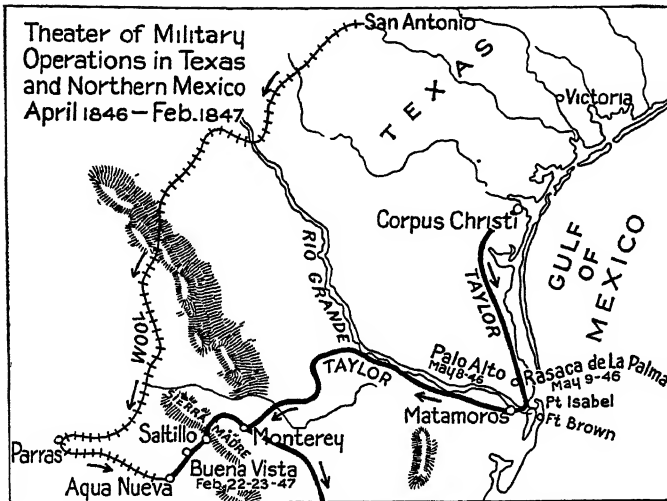 Theater of Military
Operations in Texas
and Northern Mexico
April 1846–Feb. 1847
San Antonio
TEXAS
Victoria
Corpus Christi
GULF
OF
MEXICO
RIO GRANDE
TAYLOR
WOOL
TAYLOR
Palo Alto
May 8-46
Rasaca de La Palma
May 9-46
Pt Isabel
Ft Brown
Matamoros
SIERRA
MADRE
Saltillo
Monterey
Parras
Buena Vista
Feb. 22-23-47
Aqua Nueva